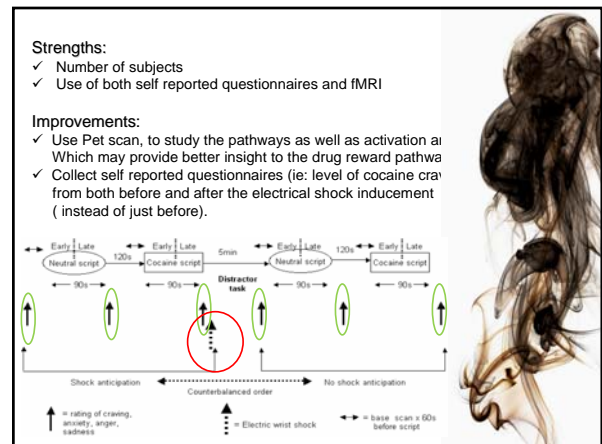 Strengths:
✓ Number of subjects
✓ Use of both self reported questionnaires and fMRI
Improvements:
✓ Use Pet scan, to study the pathways as well as activation
Which may provide better insight to the drug reward
✓ Collect self reported questionnaires (ie: level of cocaine
from both before and after the electrical shock inducement
( instead of just before).
Early Late Early Late 5min Early Late Early Late
Neutral script 120s Cocaine script Neutral script 120s Cocaine script
90s 90s Distractor task 90s 90s
Shock anticipation No shock anticipation
Counterbalanced order
= rating of craving, anxiety, anger, sadness
= Electric wrist shock
= base scan x 60s before script